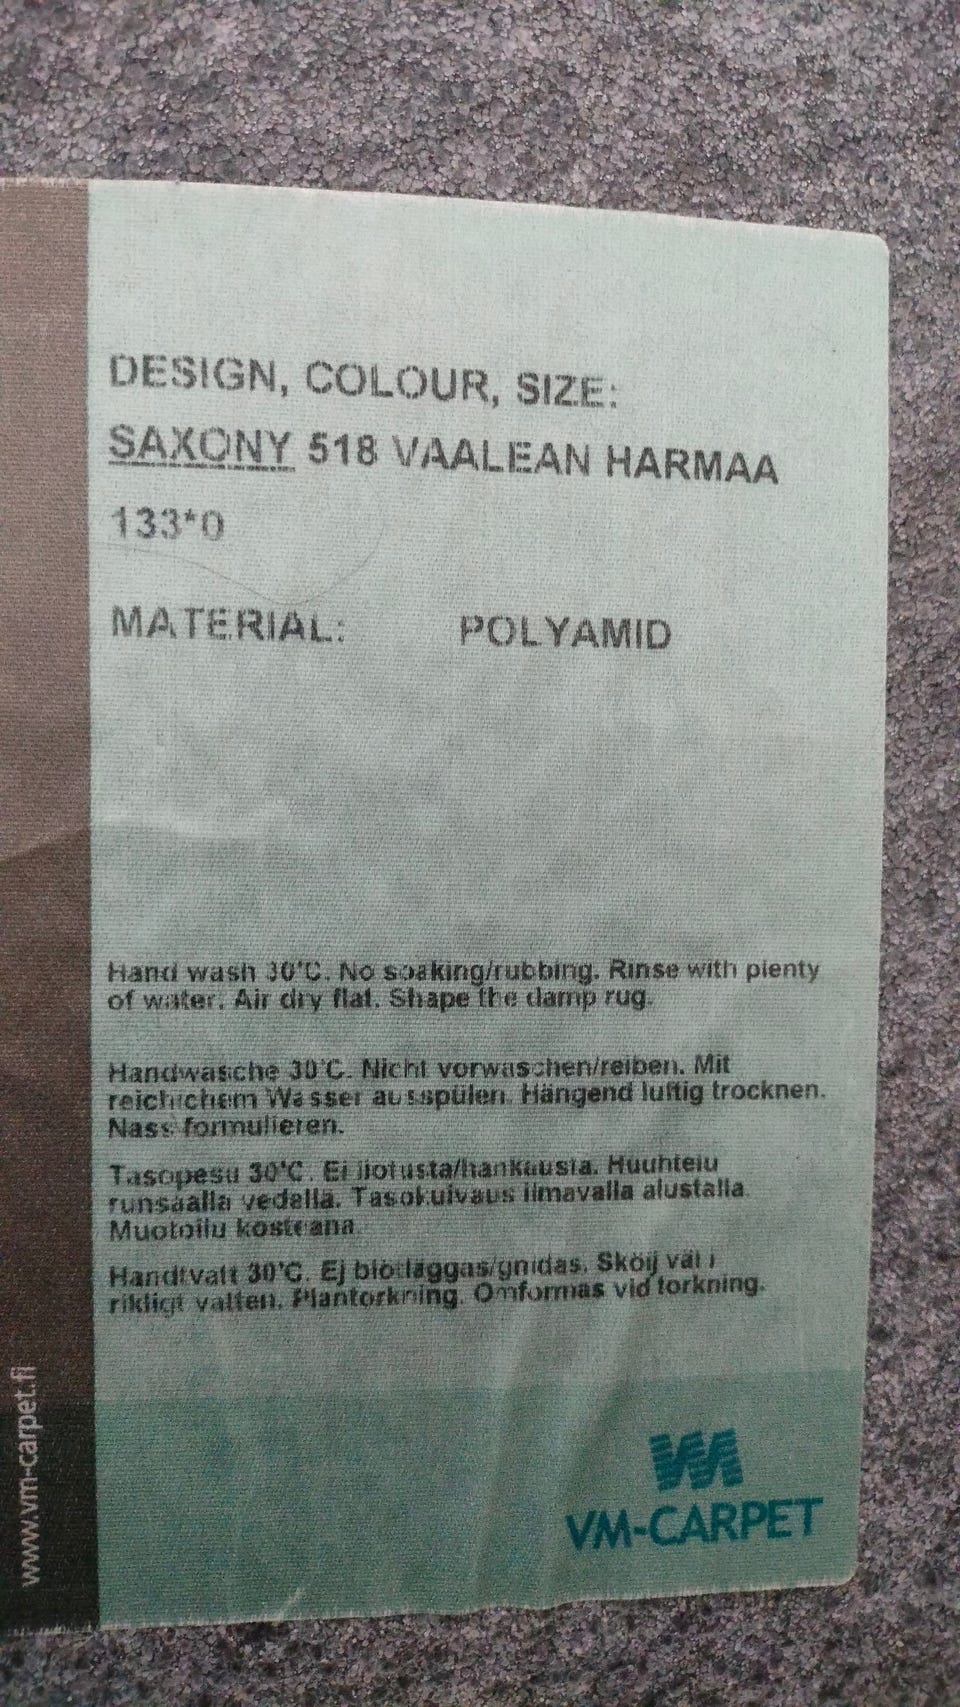 DESIGN, COLOUR, SIZE:
SAXONY 518 VAALEAN HARMAA
133*0
MATERIAL: POLYAMID
Hand wash 30°C. No soaking/rubbing. Rinse with plenty
of water. Air dry flat. Shape the damp rug.
Handwäsche 30°C. Nicht vorwaschen/reiben. Mit
reichlichem Wasser ausspülen. Hängend luftig trocknen.
Nass formulieren.
Tasopesu 30°C. Ei liotusta/hankausta. Huuhtelu
runsaalla vedellä. Tasokuivaus ilmavalla alustalla.
Muotoilu kosteana.
Handtvätt 30°C. Ej blötläggas/gnidas. Skölj väl i
rikligt vatten. Plantorkning. Omformas vid torkning.
www.vm-carpet.fi
VM-CARPET